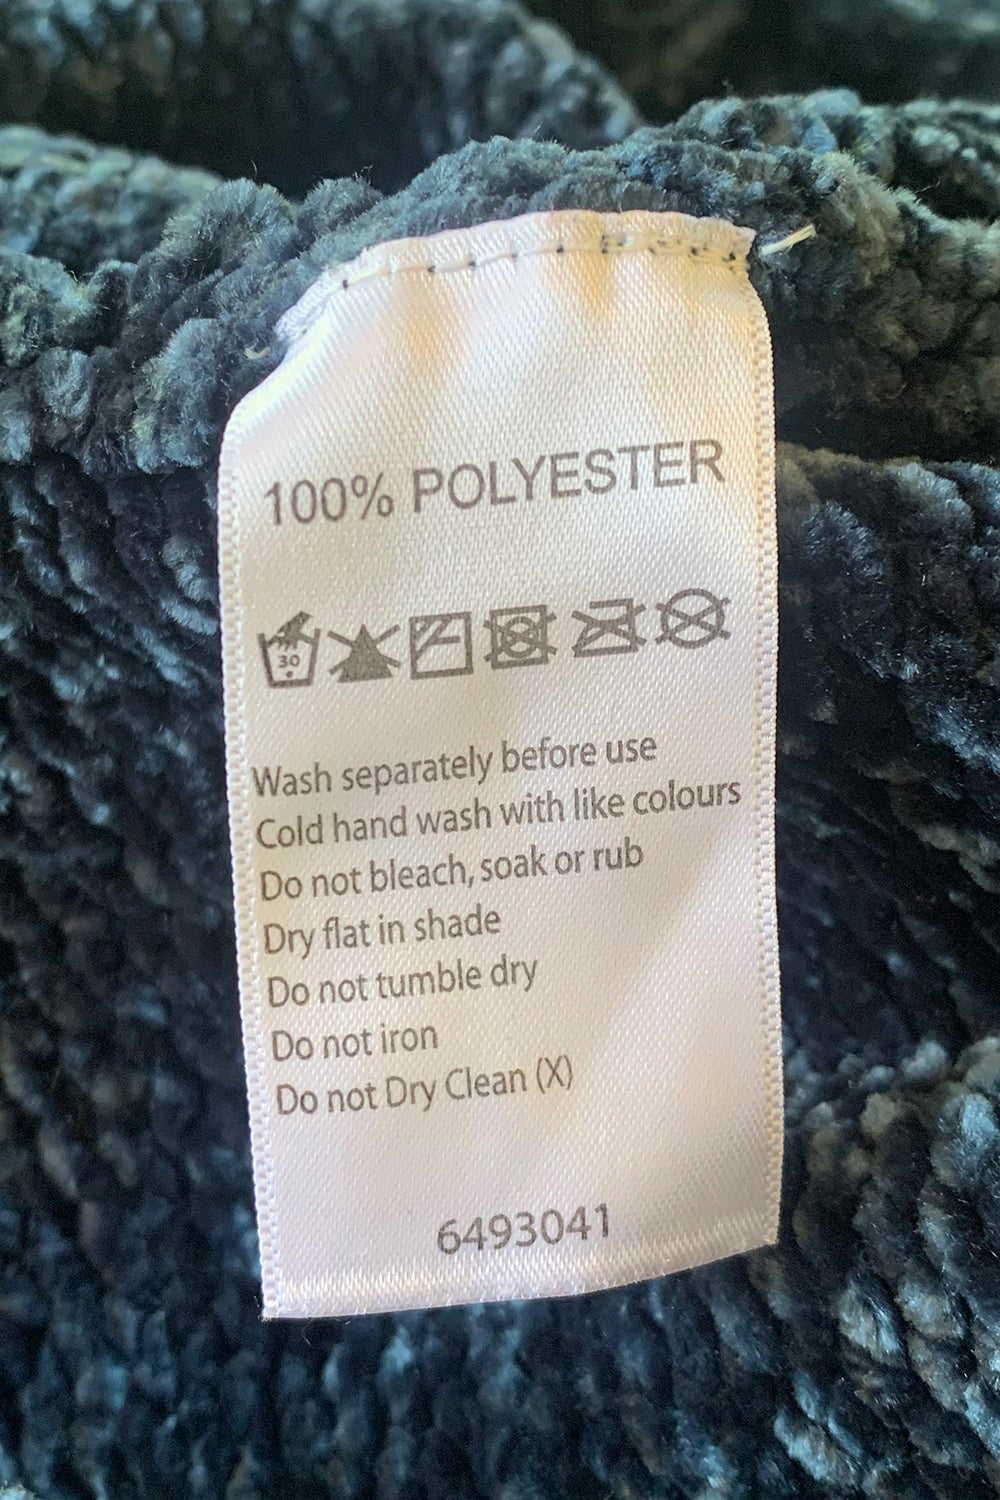 100% POLYESTER
30
Wash separately before use
Cold hand wash with like colours
Do not bleach, soak or rub
Dry flat in shade
Do not tumble dry
Do not iron
Do not Dry Clean (X)
6493041